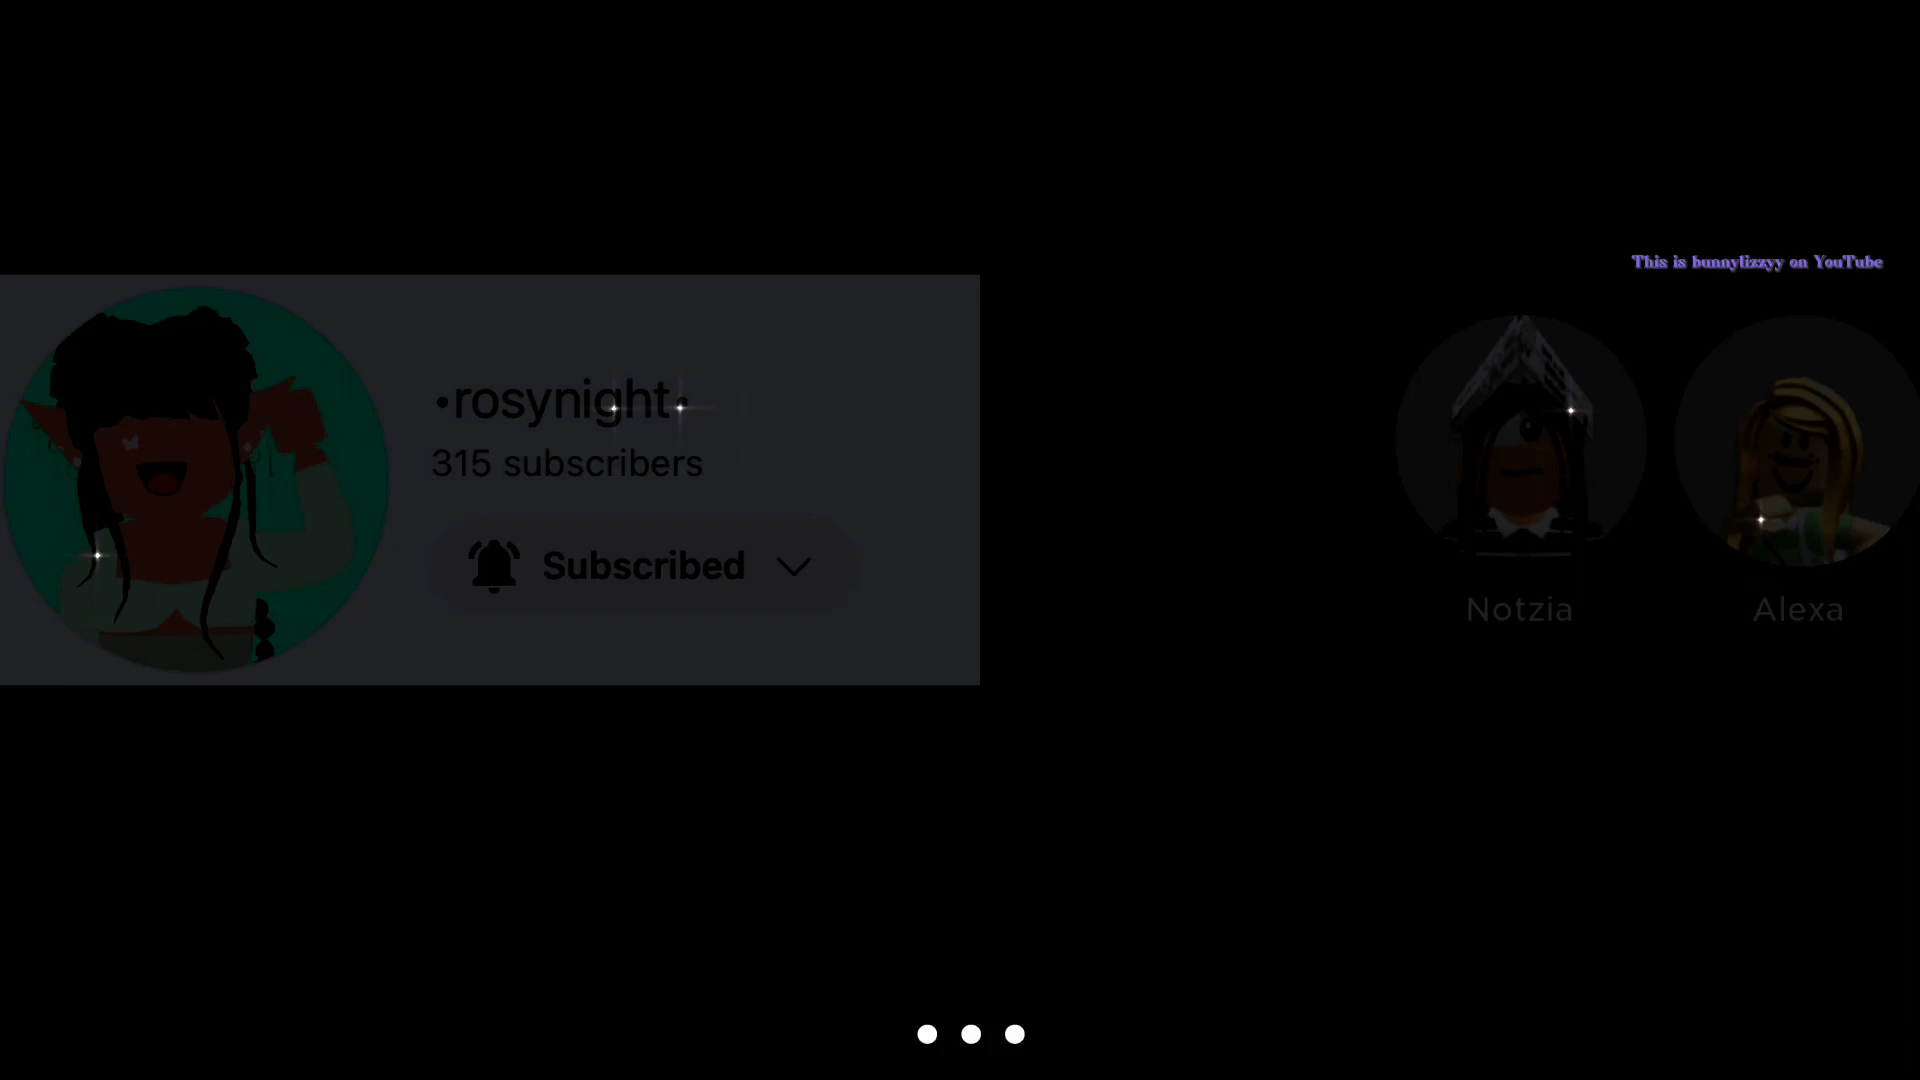 This is bunnylizzyy on YouTube
•rosynight•
315 subscribers
Subscribed
Notzia
Alexa